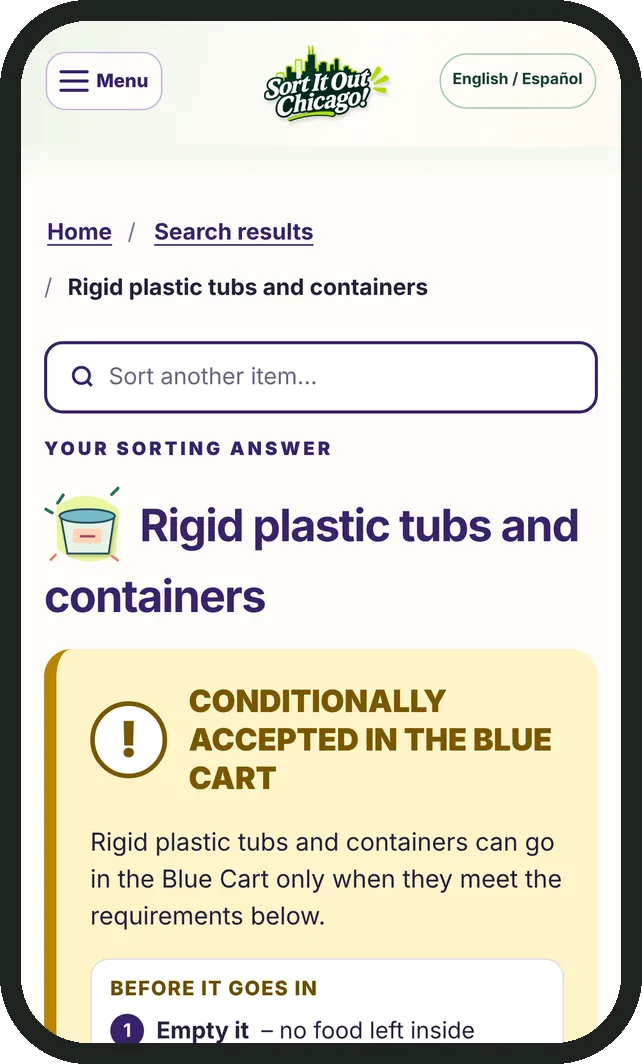 Menu
Sort It Out
Chicago!
English / Español
Home / Search results
/ Rigid plastic tubs and containers
Sort another item...
YOUR SORTING ANSWER
Rigid plastic tubs and
containers
!
CONDITIONALLY
ACCEPTED IN THE BLUE
CART
Rigid plastic tubs and containers can go
in the Blue Cart only when they meet the
requirements below.
BEFORE IT GOES IN
1 Empty it – no food left inside